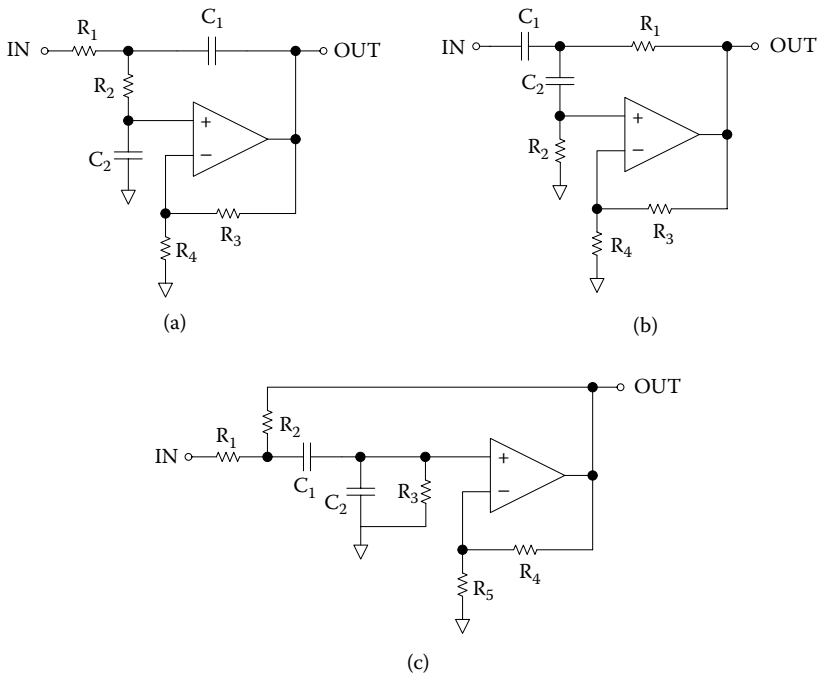 C1
R1
IN
OUT
R2
+
C2
−
R3
R4
(a)
C1
R1
IN
OUT
C2
+
R2
−
R3
R4
(b)
OUT
R2
R1
IN
C1
+
R3
C2
−
R4
R5
(c)